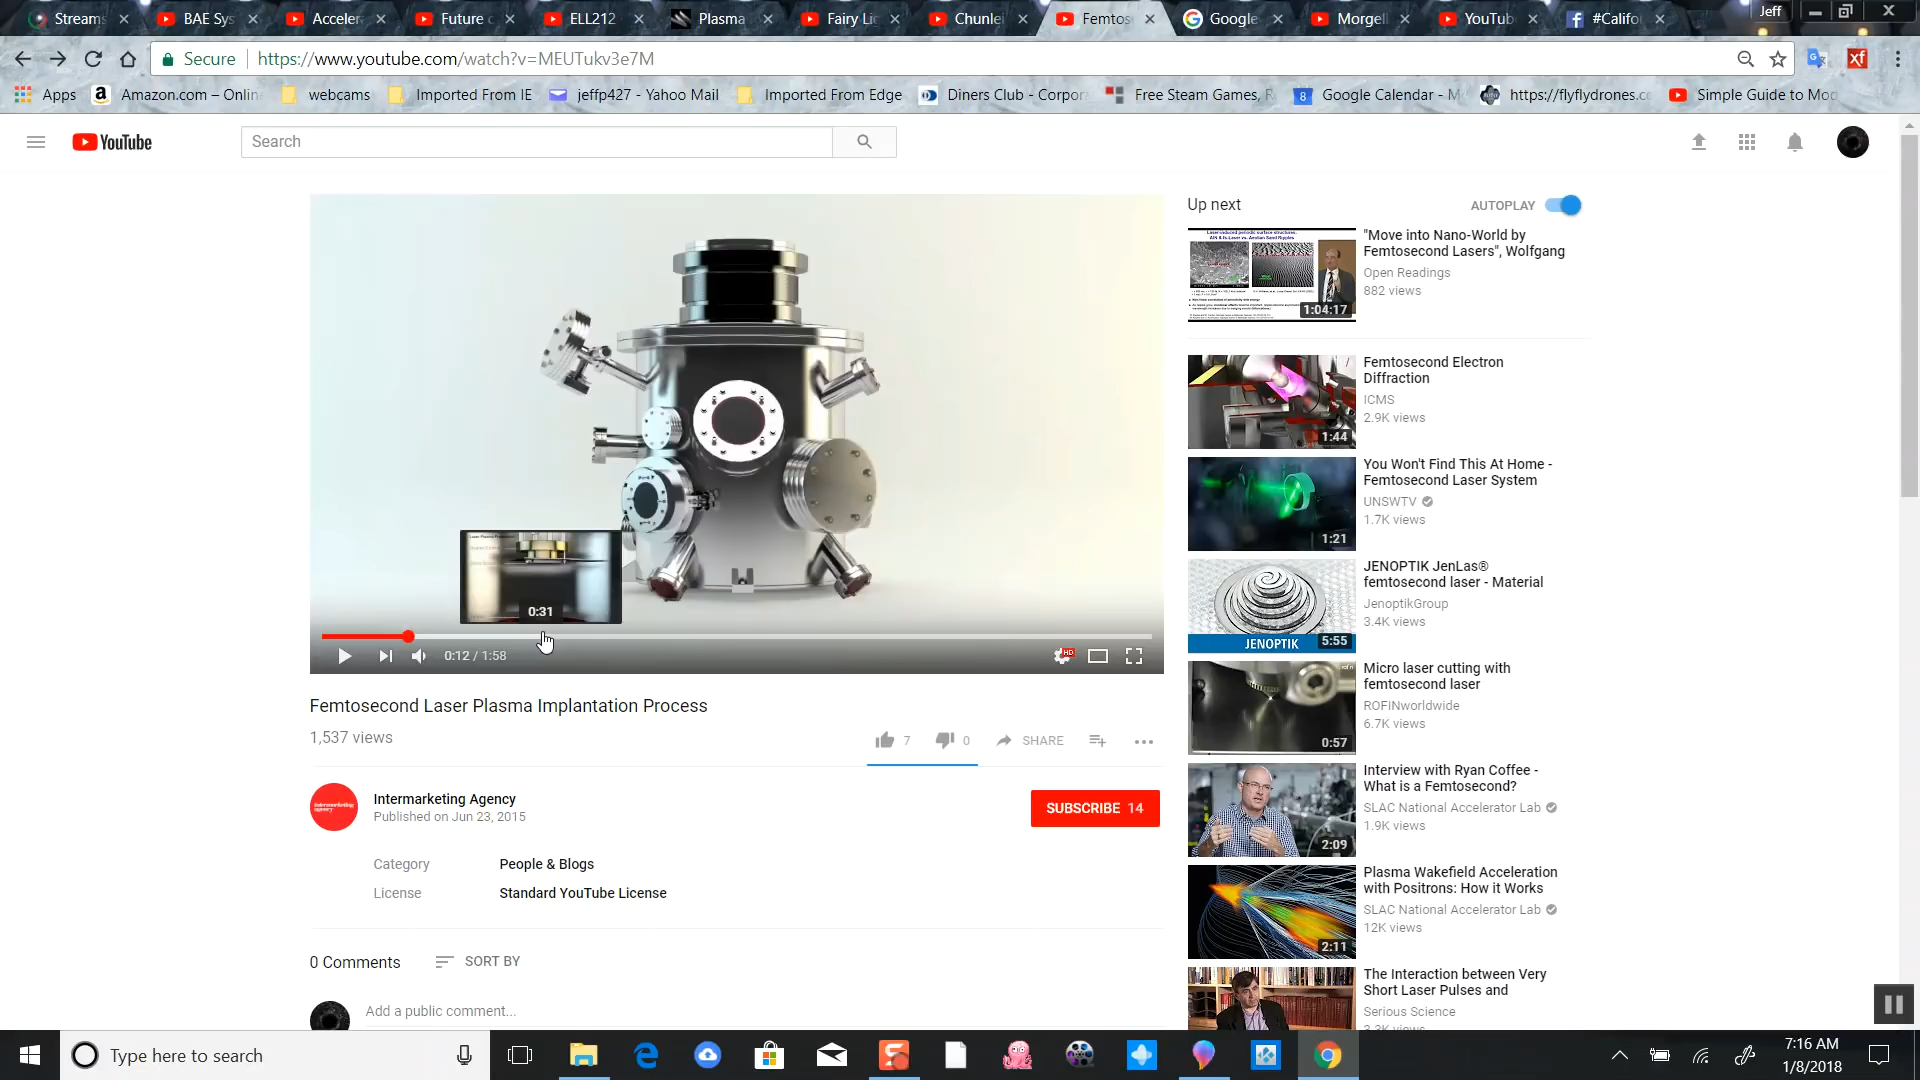 Streams
BAE Sys
Acceler
Future o
ELL212
Plasma
Fairy Lig
Chunlei
Femtos
Google
Morgell
YouTub
#Califo
Jeff
Secure
https://www.youtube.com/watch?v=MEUTukv3e7M
Apps
Amazon.com – Onlin
webcams
Imported From IE
jeffp427 - Yahoo Mail
Imported From Edge
Diners Club - Corpor
Free Steam Games, R
Google Calendar - M
https://flyflydrones.co
Simple Guide to Mod
YouTube
Search
Up next
AUTOPLAY
"Move into Nano-World by
Femtosecond Lasers", Wolfgang
Open Readings
882 views
1:04:17
Femtosecond Electron
Diffraction
ICMS
2.9K views
1:44
You Won't Find This At Home -
Femtosecond Laser System
UNSWTV
1.7K views
1:21
JENOPTIK JenLas®
femtosecond laser - Material
JenoptikGroup
3.4K views
5:55
JENOPTIK
Micro laser cutting with
femtosecond laser
ROFINworldwide
6.7K views
0:57
Interview with Ryan Coffee -
What is a Femtosecond?
SLAC National Accelerator Lab
1.9K views
2:09
Plasma Wakefield Acceleration
with Positrons: How it Works
SLAC National Accelerator Lab
12K views
2:11
The Interaction between Very
Short Laser Pulses and
Serious Science
3.3K views
0:31
0:12 / 1:58
HD
Femtosecond Laser Plasma Implantation Process
1,537 views
7
0
SHARE
Intermarketing Agency
Published on Jun 23, 2015
SUBSCRIBE 14
Category
People & Blogs
License
Standard YouTube License
0 Comments
SORT BY
Add a public comment...
Type here to search
7:16 AM
1/8/2018